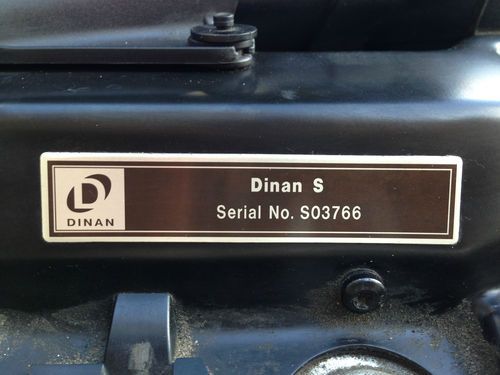 DINAN
Dinan S
Serial No. S03766